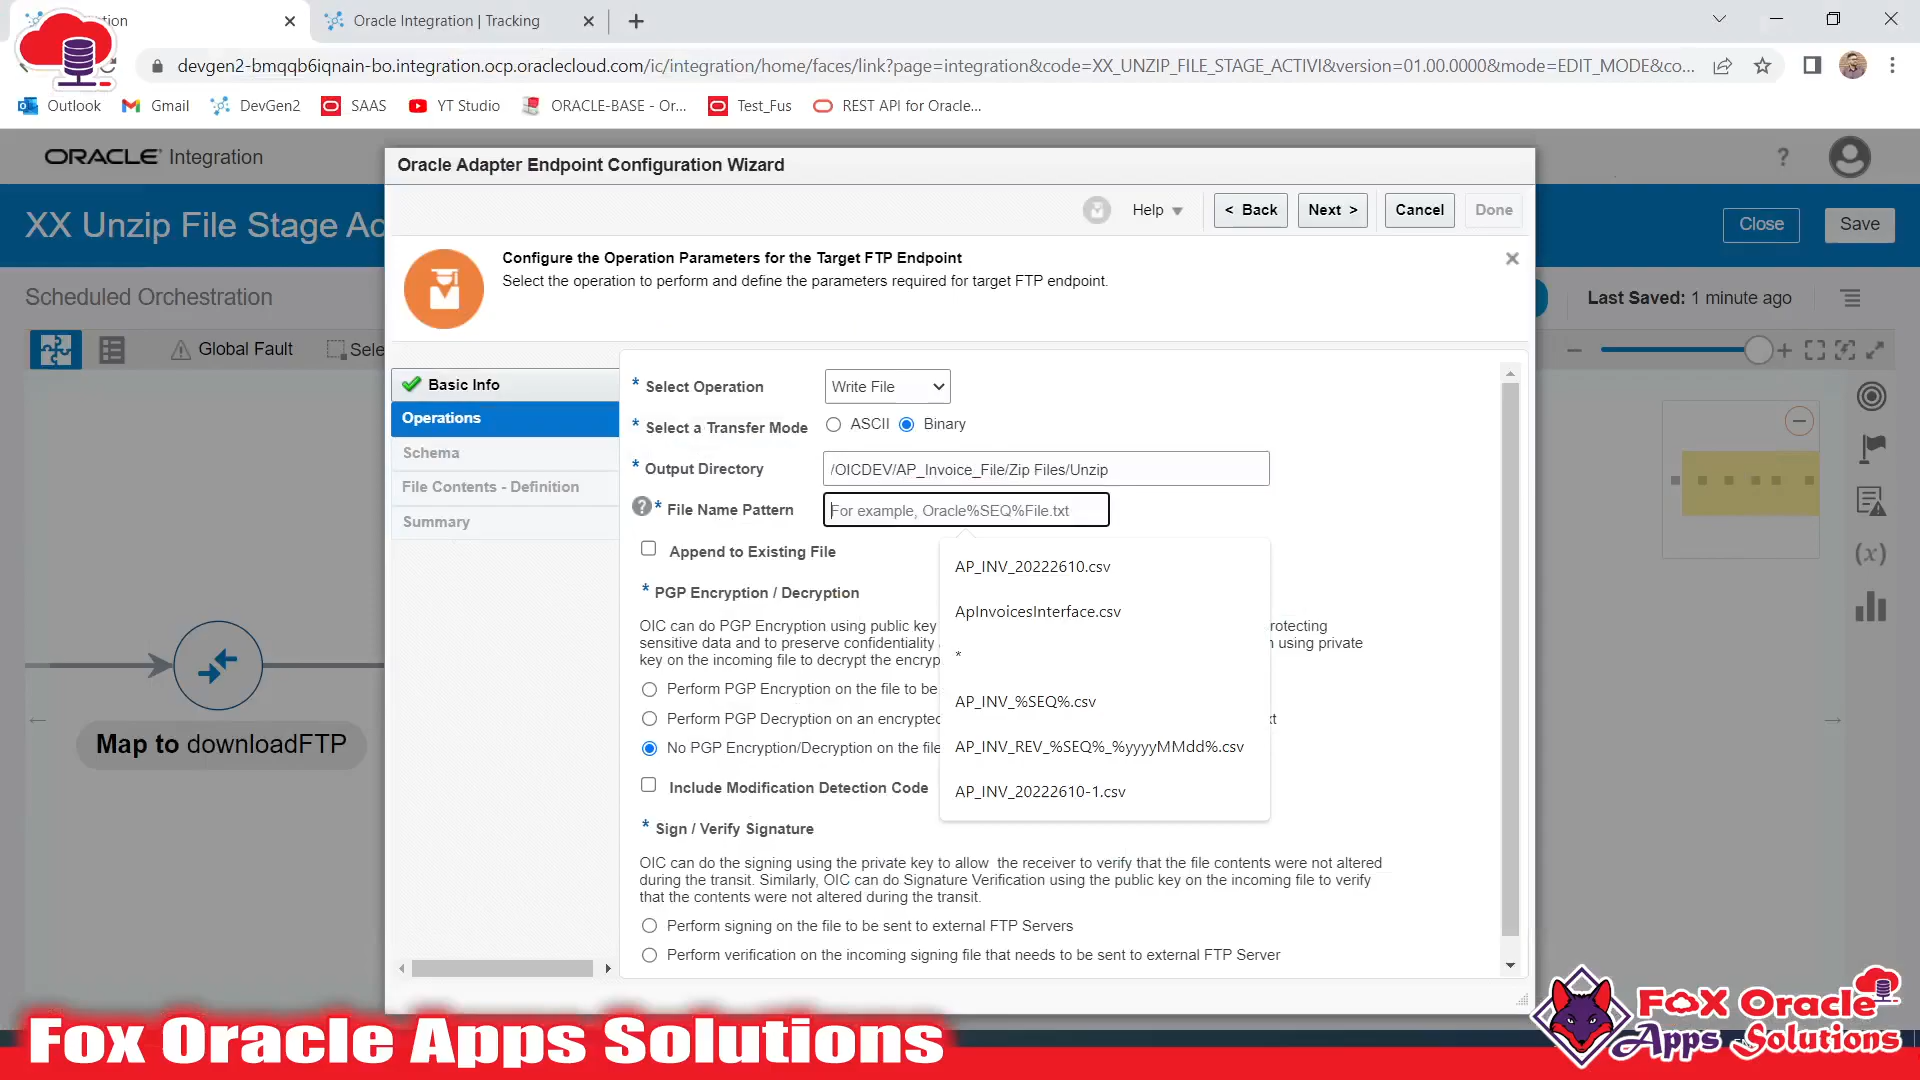 tion
Oracle Integration | Tracking
devgen2-bmqqb6iqnain-bo.integration.ocp.oraclecloud.com/ic/integration/home/faces/link?page=integration&code=XX_UNZIP_FILE_STAGE_ACTIVI&version=01.00.0000&mode=EDIT_MODE&co...
Outlook
Gmail
DevGen2
SAAS
YT Studio
ORACLE-BASE - Or...
Test_Fus
REST API for Oracle...
ORACLE Integration
?
XX Unzip File Stage Ac
Close
Save
Scheduled Orchestration
Last Saved: 1 minute ago
Global Fault
Sele
Map to downloadFTP
(x)
Oracle Adapter Endpoint Configuration Wizard
Help
< Back
Next >
Cancel
Done
Configure the Operation Parameters for the Target FTP Endpoint
Select the operation to perform and define the parameters required for target FTP endpoint.
Basic Info
Operations
Schema
File Contents - Definition
Summary
* Select Operation
Write File
* Select a Transfer Mode
ASCII
Binary
* Output Directory
/OICDEV/AP_Invoice_File/Zip Files/Unzip
? * File Name Pattern
For example, Oracle%SEQ%File.txt
AP_INV_20222610.csv
ApInvoicesInterface.csv
*
AP_INV_%SEQ%.csv
AP_INV_REV_%SEQ%_%yyyyMMdd%.csv
AP_INV_20222610-1.csv
Append to Existing File
* PGP Encryption / Decryption
OIC can do PGP Encryption using public key rotecting
sensitive data and to preserve confidentiality using private
key on the incoming file to decrypt the encryp
Perform PGP Encryption on the file to be
Perform PGP Decryption on an encrypted xt
No PGP Encryption/Decryption on the file
Include Modification Detection Code
* Sign / Verify Signature
OIC can do the signing using the private key to allow the receiver to verify that the file contents were not altered
during the transit. Similarly, OIC can do Signature Verification using the public key on the incoming file to verify
that the contents were not altered during the transit.
Perform signing on the file to be sent to external FTP Servers
Perform verification on the incoming signing file that needs to be sent to external FTP Server
Fox Oracle Apps Solutions
Fox Oracle
Apps Solutions